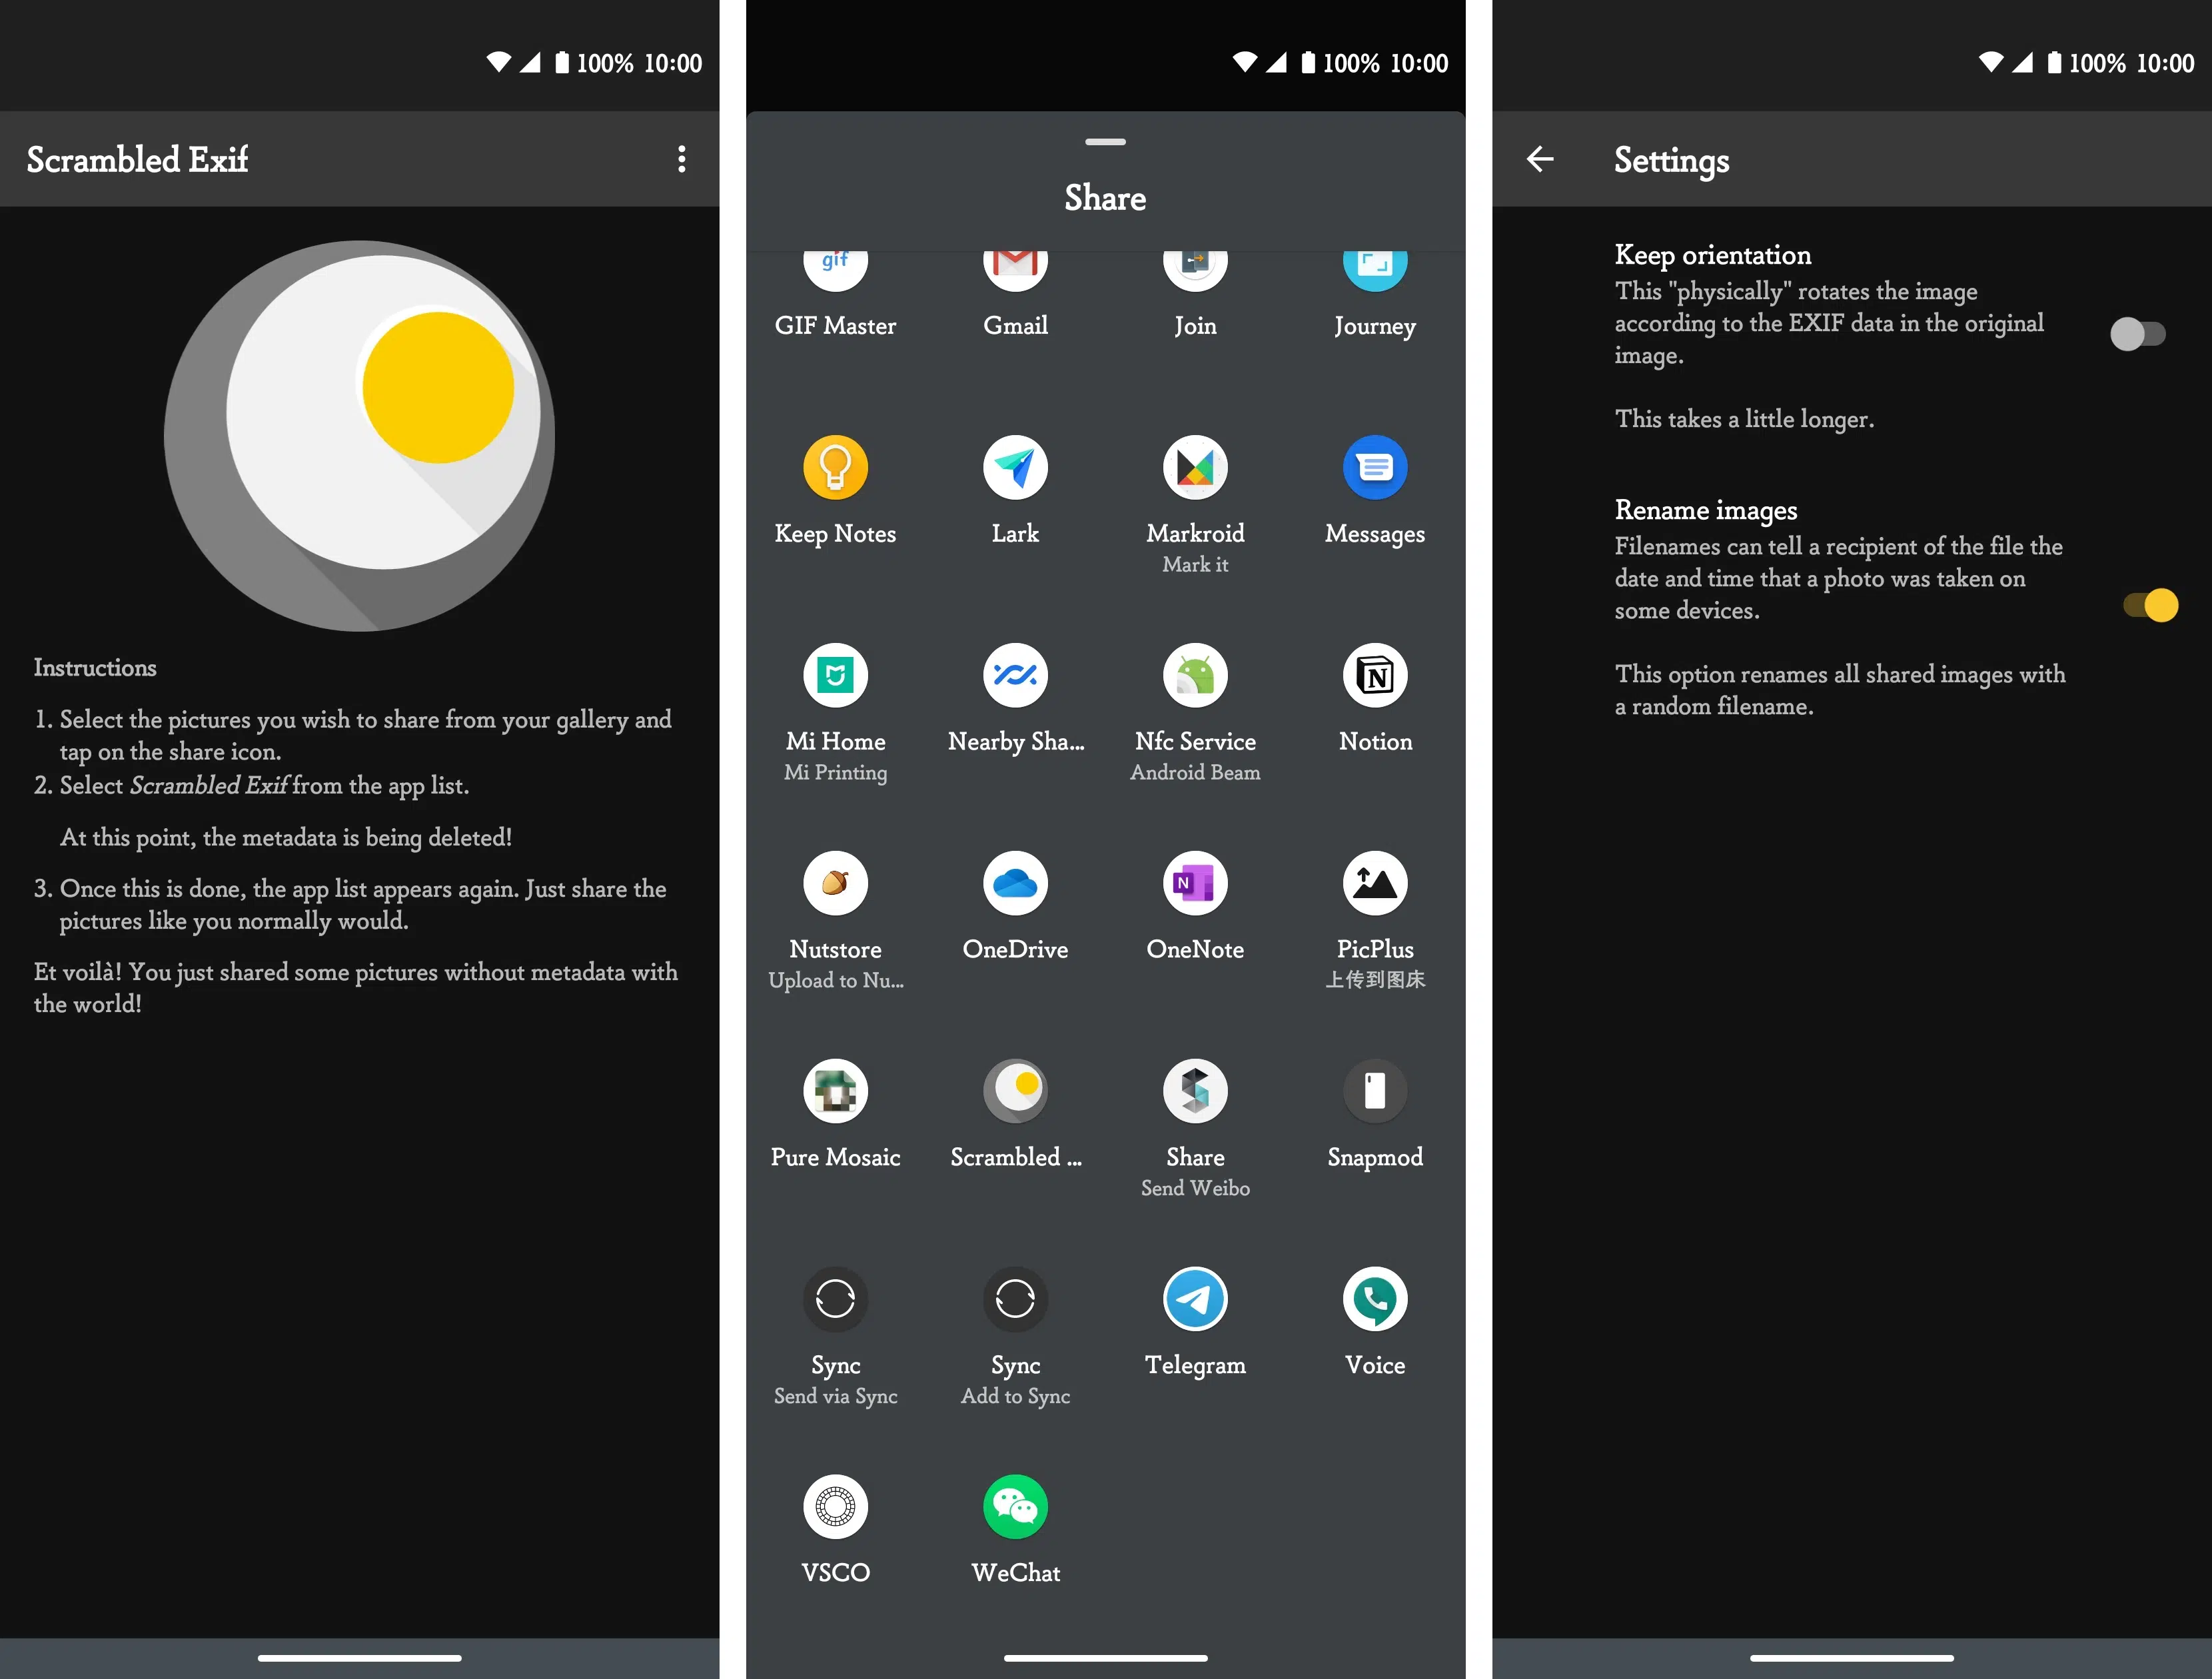 100% 10:00
Scrambled Exif
Instructions
1. Select the pictures you wish to share from your gallery and
tap on the share icon.
2. Select Scrambled Exif from the app list.
At this point, the metadata is being deleted!
3. Once this is done, the app list appears again. Just share the
pictures like you normally would.
Et voilà! You just shared some pictures without metadata with
the world!
100% 10:00
Share
gif
GIF Master Gmail Join Journey
Keep Notes Lark Markroid Messages
Mark it
N
Mi Home Nearby Sha... Nfc Service Notion
Mi Printing Android Beam
N
Nutstore OneDrive OneNote PicPlus
Upload to Nu... 上传到图床
Pure Mosaic Scrambled ... Share Snapmod
Send Weibo
Sync Sync Telegram Voice
Send via Sync Add to Sync
VSCO WeChat
100% 10:00
Settings
Keep orientation
This "physically" rotates the image
according to the EXIF data in the original
image.
This takes a little longer.
Rename images
Filenames can tell a recipient of the file the
date and time that a photo was taken on
some devices.
This option renames all shared images with
a random filename.